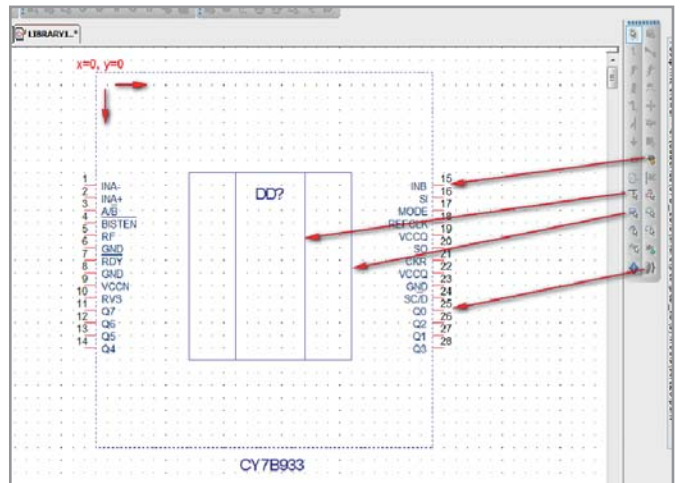 LIBRARY1..*
x=0, y=0
DD?
1 INA-
2 INA+
3 A/B
4 BISTEN
5 RF
6 GND
7 RDY
8 GND
9 VCCN
10 RVS
11 Q7
12 Q6
13 Q5
14 Q4
INB 15
SI 16
MODE 17
REFCLK 18
VCCQ 19
SO 20
CKR 21
VCCQ 22
GND 23
SC/D 24
Q0 25
Q2 26
Q1 27
Q3 28
CY7B933